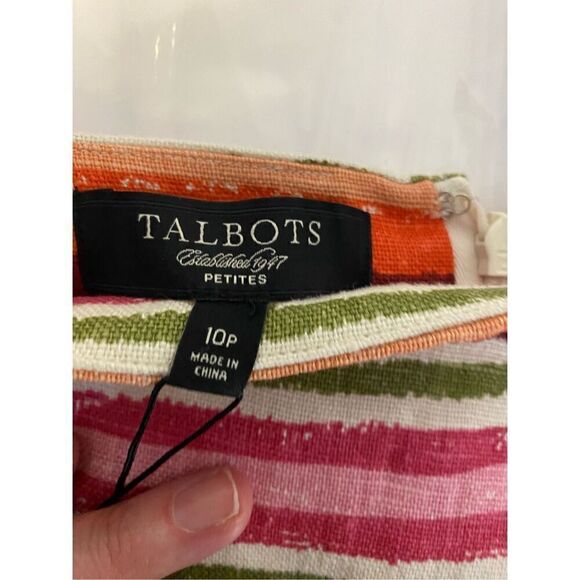 TALBOTS
Established 1947
PETITES
10P
MADE IN
CHINA